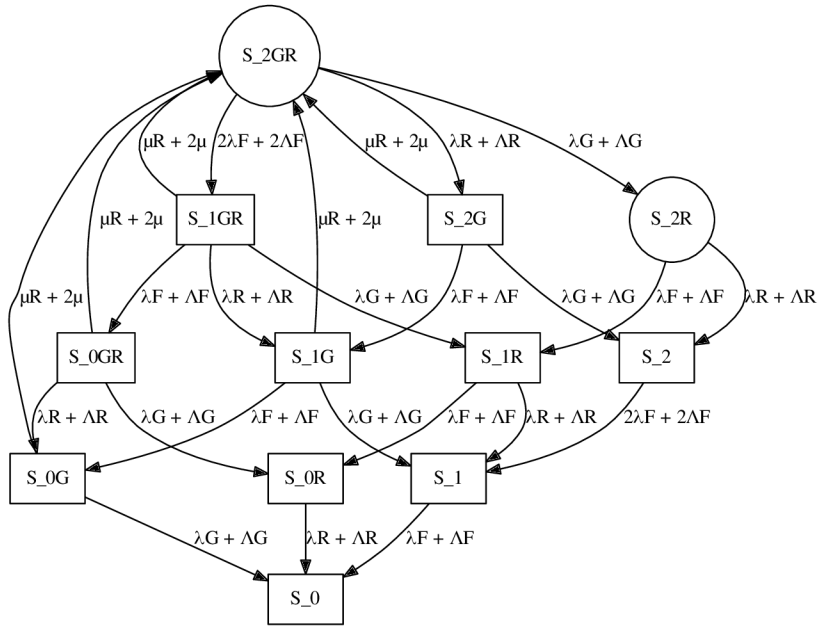 S_2GR
μR + 2μ
2λF + 2ΛF
μR + 2μ
λR + ΛR
λG + ΛG
S_1GR
S_2G
S_2R
μR + 2μ
μR + 2μ
μR + 2μ
λF + ΛF
λR + ΛR
λG + ΛG
λF + ΛF
λG + ΛG
λF + ΛF
λR + ΛR
S_0GR
S_1G
S_1R
S_2
λR + ΛR
λG + ΛG
λF + ΛF
λG + ΛG
λF + ΛF
λR + ΛR
2λF + 2ΛF
S_0G
S_0R
S_1
λG + ΛG
λR + ΛR
λF + ΛF
S_0